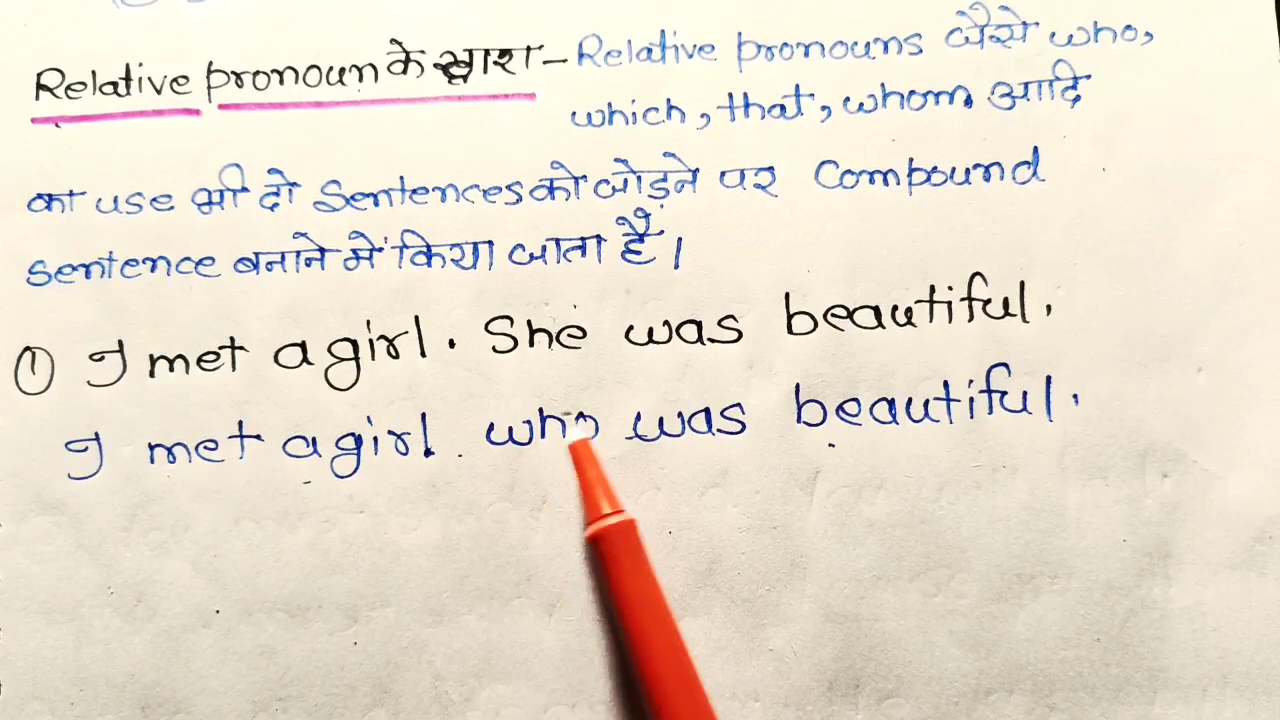 Relative pronoun के द्वारा – Relative pronouns जैसे who,
which, that, whom आदि
का use भी दो sentences को जोड़ने पर Compound
sentence बनाने में किया जाता है।
① I met a girl. She was beautiful.
I met a girl who was beautiful.